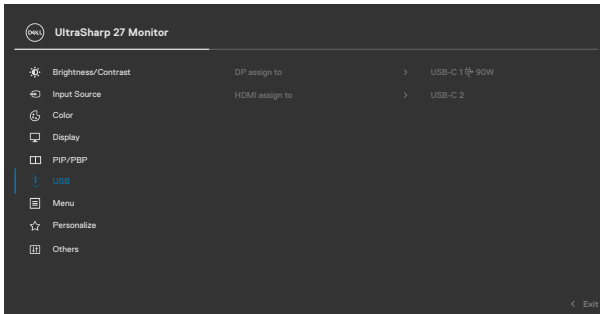 DELL UltraSharp 27 Monitor
Brightness/Contrast DP assign to > USB-C 1 90W
Input Source HDMI assign to > USB-C 2
Color
Display
PIP/PBP
USB
Menu
Personalize
Others
< Exit